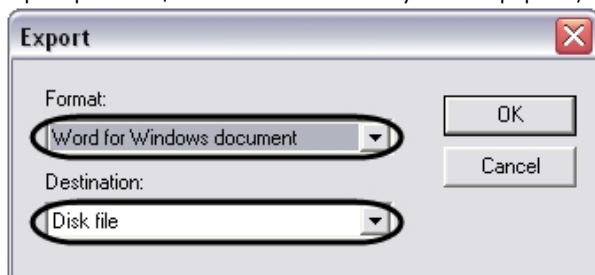 Export
Format:
Word for Windows document
OK
Cancel
Destination:
Disk file